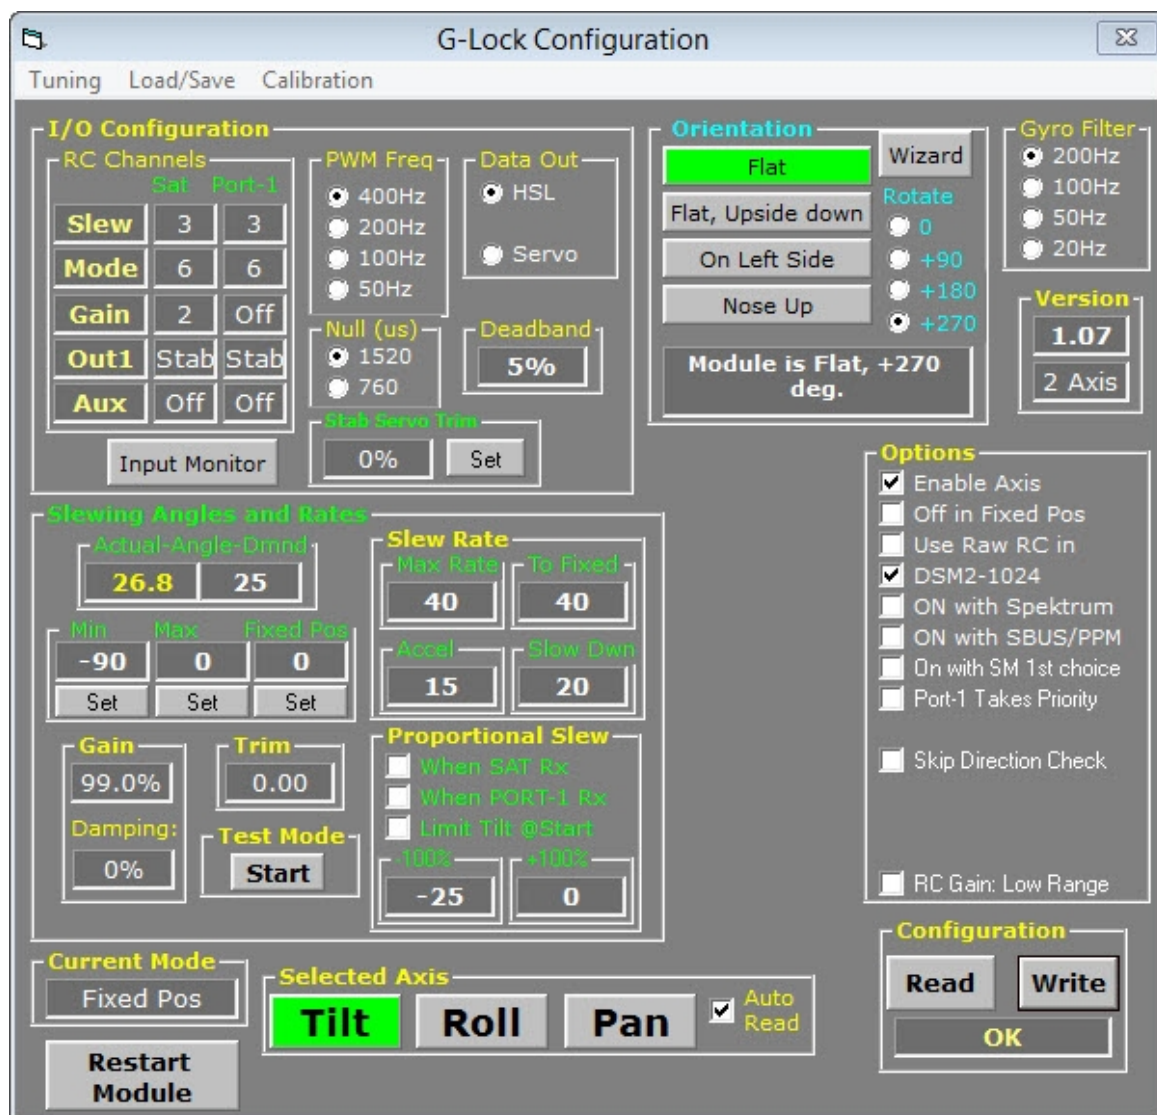 G-Lock Configuration
Tuning Load/Save Calibration
I/O Configuration
RC Channels
Sat Port-1
Slew 3 3
Mode 6 6
Gain 2 Off
Out1 Stab Stab
Aux Off Off
Input Monitor
PWM Freq
400Hz
200Hz
100Hz
50Hz
Data Out
HSL
Servo
Null (us)
1520
760
Deadband
5%
Stab Servo Trim
0% Set
Orientation
Flat
Flat, Upside down
On Left Side
Nose Up
Wizard
Rotate
0
+90
+180
+270
Module is Flat, +270
deg.
Gyro Filter
200Hz
100Hz
50Hz
20Hz
Version
1.07
2 Axis
Slewing Angles and Rates
Actual-Angle-Dmnd
26.8 25
Min Max Fixed Pos
-90 0 0
Set Set Set
Gain
99.0%
Damping:
0%
Trim
0.00
Test Mode
Start
Slew Rate
Max Rate To Fixed
40 40
Accel Slow Dwn
15 20
Proportional Slew
When SAT Rx
When PORT-1 Rx
Limit Tilt @Start
-100% +100%
-25 0
Options
Enable Axis
Off in Fixed Pos
Use Raw RC in
DSM2-1024
ON with Spektrum
ON with SBUS/PPM
On with SM 1st choice
Port-1 Takes Priority
Skip Direction Check
RC Gain: Low Range
Current Mode
Fixed Pos
Restart
Module
Selected Axis
Tilt Roll Pan
Auto
Read
Configuration
Read Write
OK